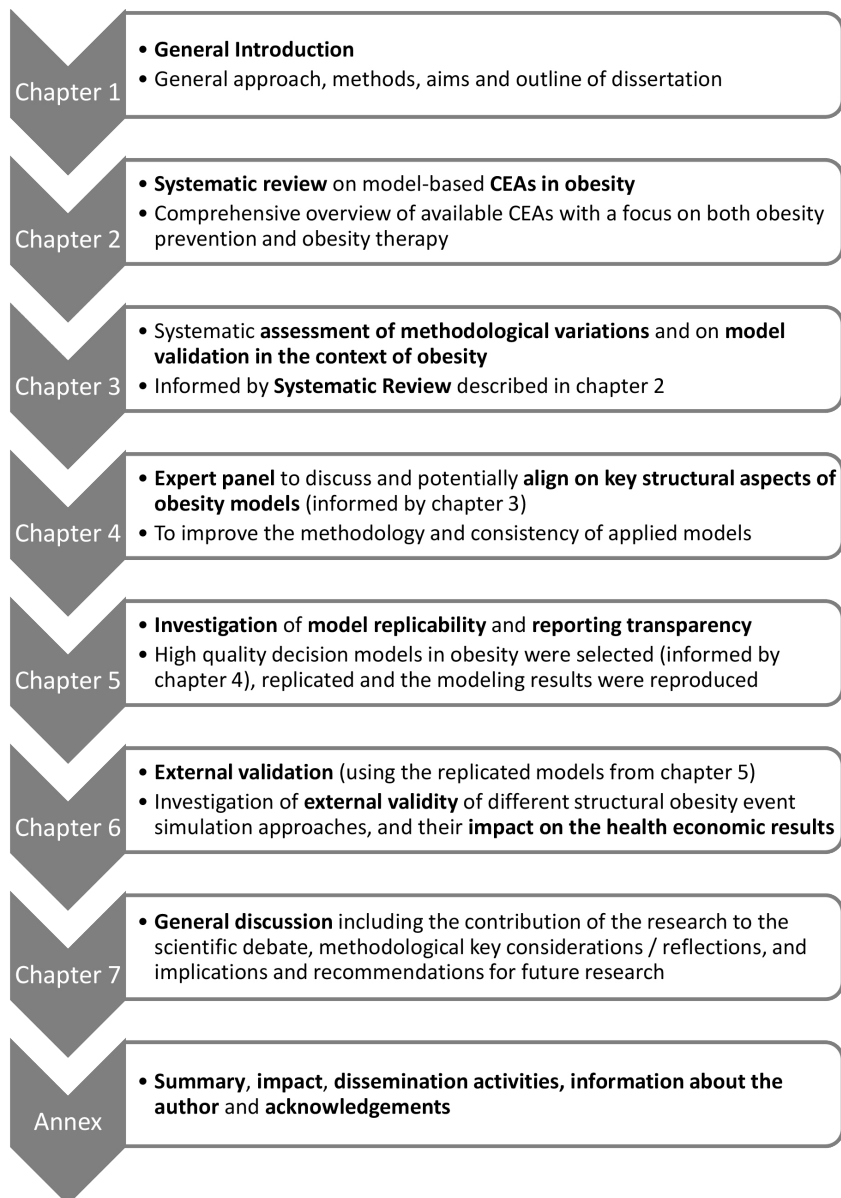 Chapter 1
• General Introduction
• General approach, methods, aims and outline of dissertation
Chapter 2
• Systematic review on model-based CEAs in obesity
• Comprehensive overview of available CEAs with a focus on both obesity
prevention and obesity therapy
Chapter 3
• Systematic assessment of methodological variations and on model
validation in the context of obesity
• Informed by Systematic Review described in chapter 2
Chapter 4
• Expert panel to discuss and potentially align on key structural aspects of
obesity models (informed by chapter 3)
• To improve the methodology and consistency of applied models
Chapter 5
• Investigation of model replicability and reporting transparency
• High quality decision models in obesity were selected (informed by
chapter 4), replicated and the modeling results were reproduced
Chapter 6
• External validation (using the replicated models from chapter 5)
• Investigation of external validity of different structural obesity event
simulation approaches, and their impact on the health economic results
Chapter 7
• General discussion including the contribution of the research to the
scientific debate, methodological key considerations / reflections, and
implications and recommendations for future research
Annex
• Summary, impact, dissemination activities, information about the
author and acknowledgements